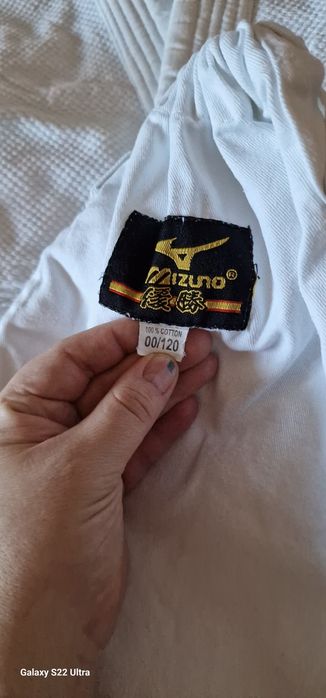 MIZUNO®
優勝
100 % COTTON
00/120
Galaxy S22 Ultra